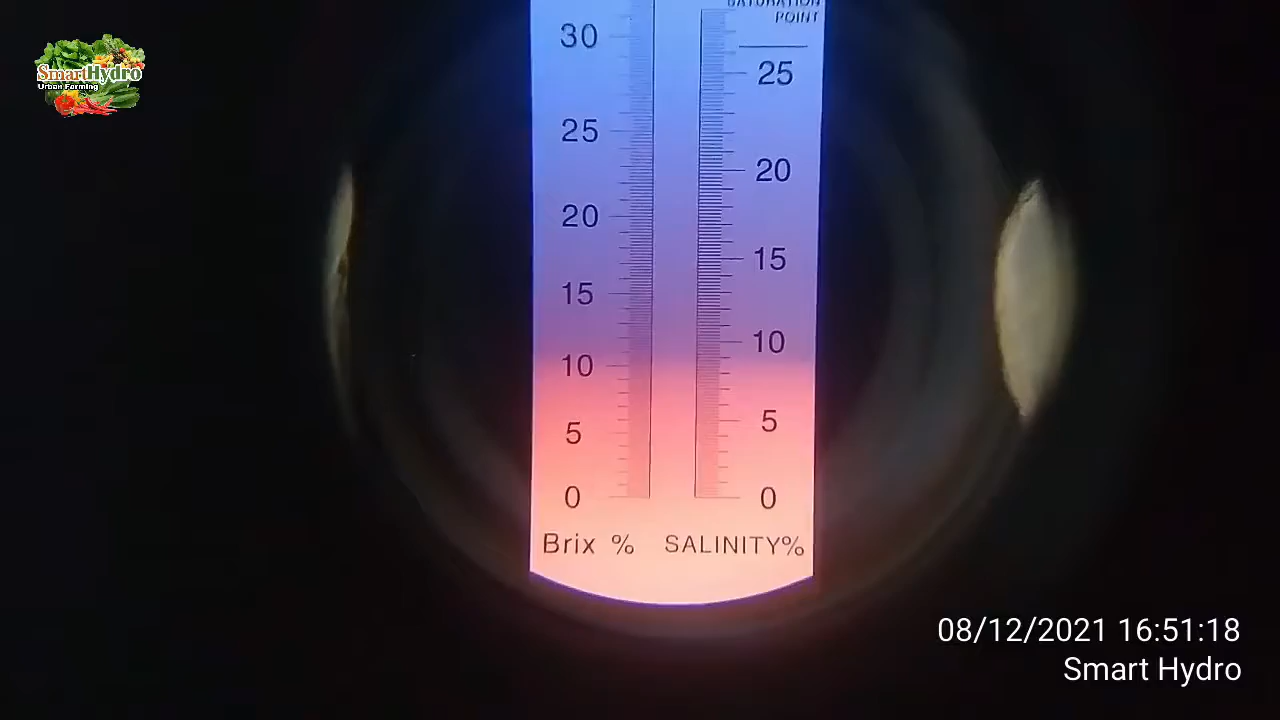 SmartHydro
Urban Farming
SATURATION
POINT
30
25
20
15
10
5
0
Brix %
25
20
15
10
5
0
SALINITY%
08/12/2021 16:51:18
Smart Hydro